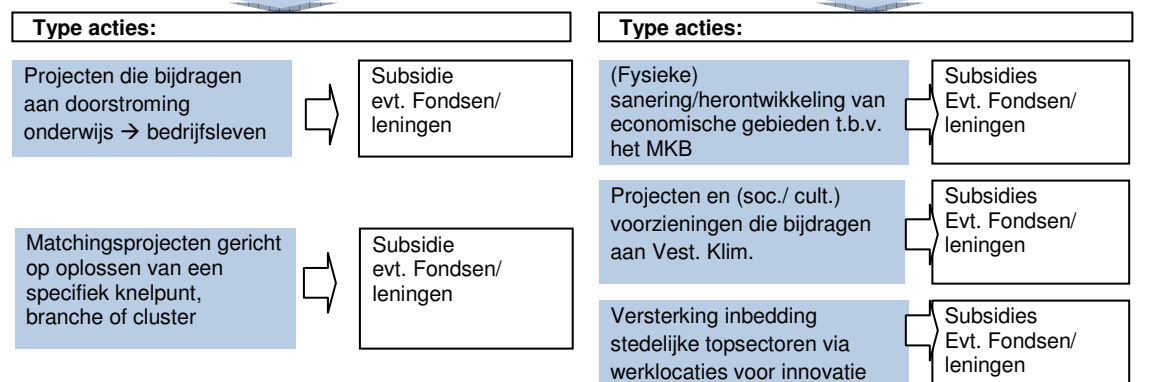 Type acties:
Projecten die bijdragen
aan doorstroming
onderwijs → bedrijfsleven
Subsidie
evt. Fondsen/
leningen
Matchingsprojecten gericht
op oplossen van een
specifiek knelpunt,
branche of cluster
Subsidie
evt. Fondsen/
leningen
Type acties:
(Fysieke)
sanering/herontwikkeling van
economische gebieden t.b.v.
het MKB
Subsidies
Evt. Fondsen/
leningen
Projecten en (soc./ cult.)
voorzieningen die bijdragen
aan Vest. Klim.
Subsidies
Evt. Fondsen/
leningen
Versterking inbedding
stedelijke topsectoren via
werklocaties voor innovatie
Subsidies
Evt. Fondsen/
leningen